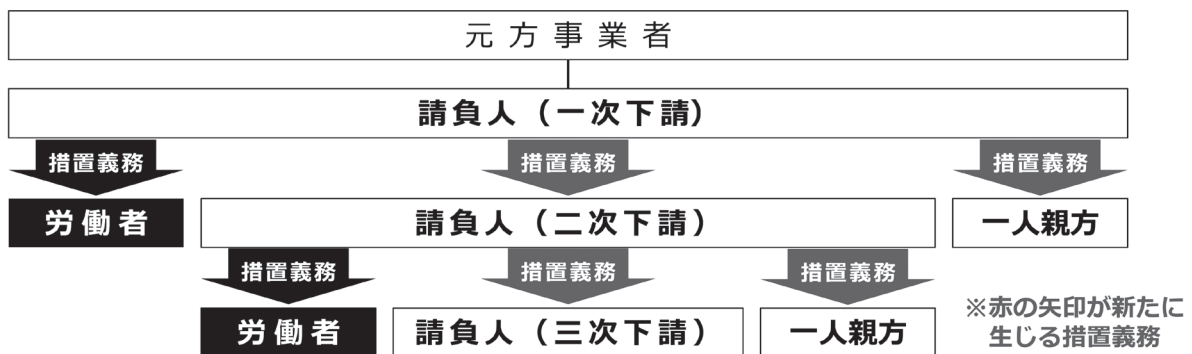 元方事業者
請負人（一次下請）
措置義務 措置義務 措置義務
労働者 請負人（二次下請） 一人親方
措置義務 措置義務 措置義務
労働者 請負人（三次下請） 一人親方
※赤の矢印が新たに
生じる措置義務